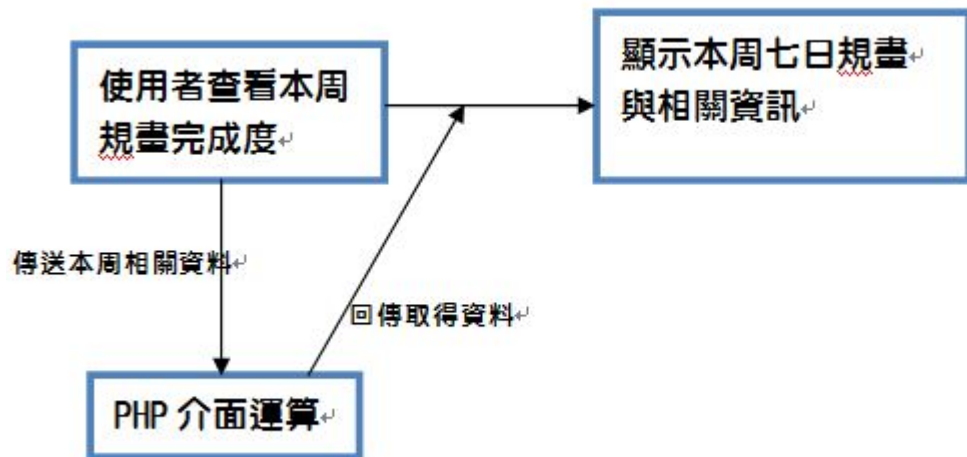 使用者查看本周
規畫完成度
顯示本周七日規畫
與相關資訊
傳送本周相關資料
回傳取得資料
PHP 介面運算